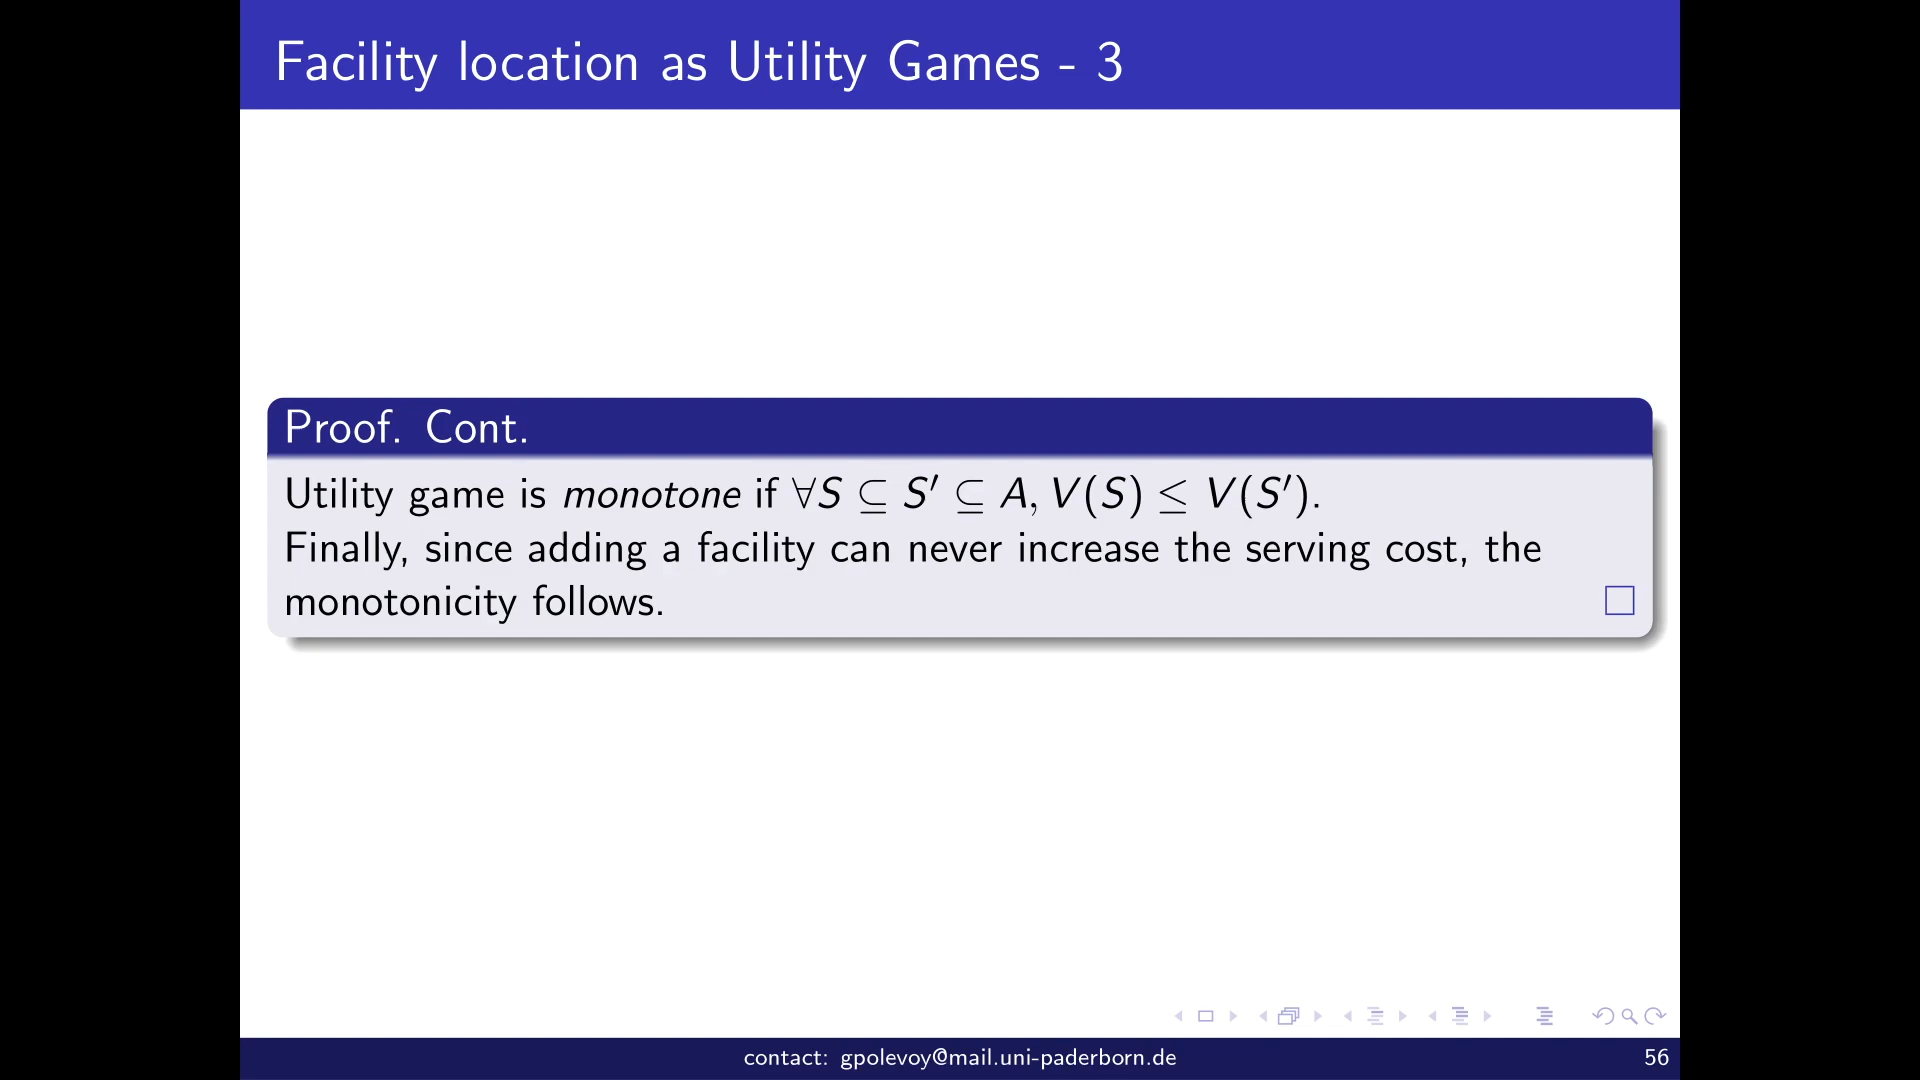 Facility location as Utility Games - 3
Proof. Cont.
Utility game is monotone if ∀S ⊆ S′ ⊆ A, V(S) ≤ V(S′).
Finally, since adding a facility can never increase the serving cost, the
monotonicity follows.
contact: gpolevoy@mail.uni-paderborn.de 56